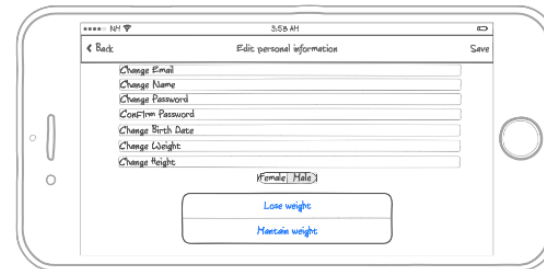 NM 3:58 AM
Back Edit personal information Save
Change Email
Change Name
Change Password
Confirm Password
Change Birth Date
Change Weight
Change Height
Female Male
Lose weight
Mantain weight